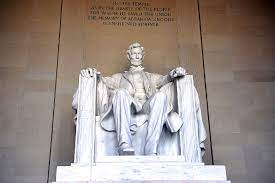 IN THIS TEMPLE
AS IN THE HEARTS OF THE PEOPLE
FOR WHOM HE SAVED THE UNION
THE MEMORY OF ABRAHAM LINCOLN
IS ENSHRINED FOREVER